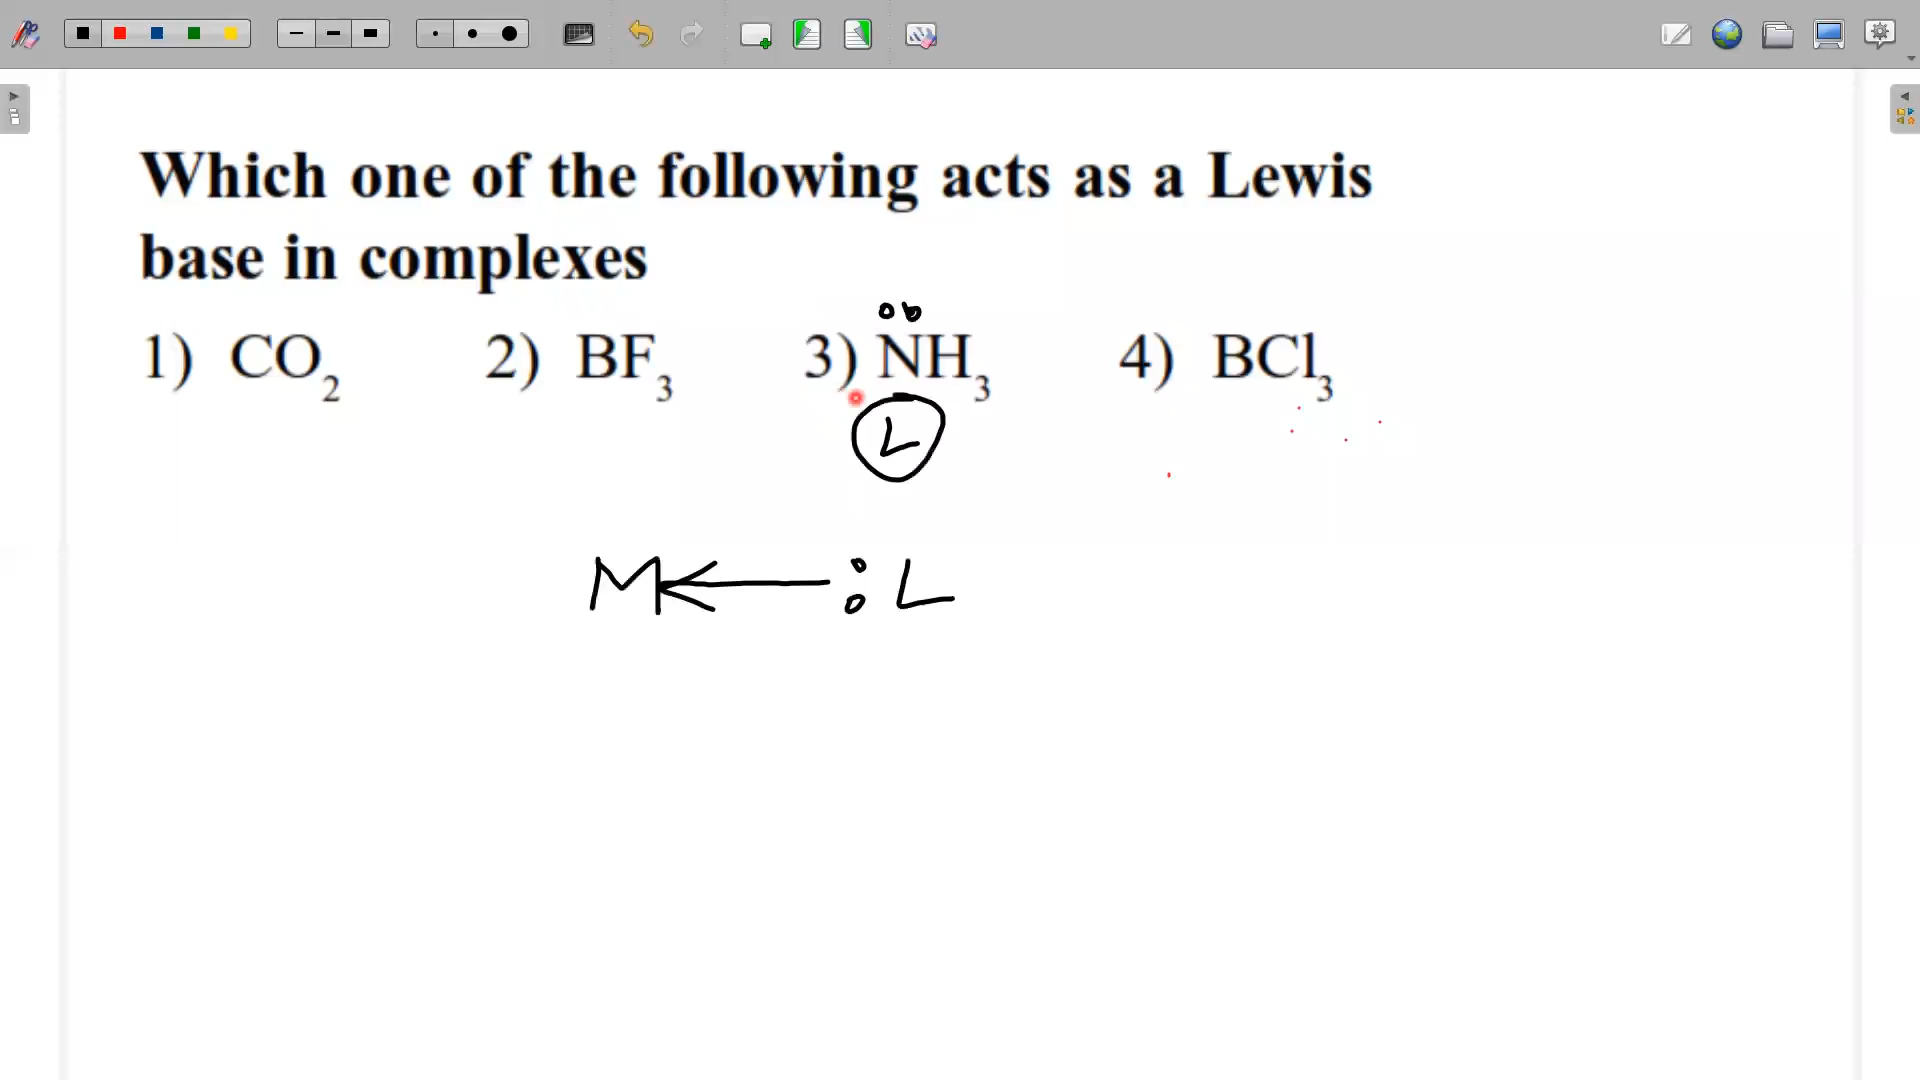 Which one of the following acts as a Lewis
base in complexes
1) CO₂ 2) BF₃ 3) NH₃ 4) BCl₃
L
M ← : L